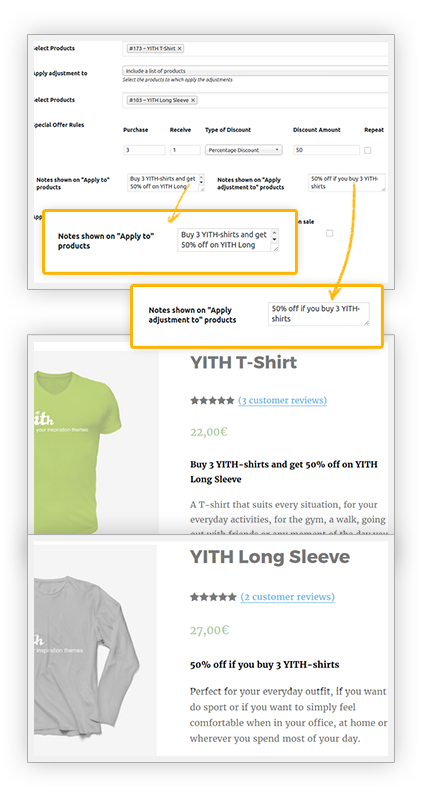 Select Products
#173 – YITH T-Shirt ×
Apply adjustment to
Include a list of products
Select the products to which apply the adjustments
Select Products
#103 – YITH Long Sleeve ×
Special Offer Rules
Purchase Receive Type of Discount Discount Amount Repeat
3 1 Percentage Discount 50
Notes shown on "Apply to" products
Buy 3 YITH-shirts and get
50% off on YITH Long
Notes shown on "Apply
adjustment to" products
50% off if you buy 3 YITH-
shirts
on sale
Notes shown on "Apply to"
products
Buy 3 YITH-shirts and get
50% off on YITH Long
Notes shown on "Apply
adjustment to" products
50% off if you buy 3 YITH-
shirts
YITH T-Shirt
(3 customer reviews)
22,00€
Buy 3 YITH-shirts and get 50% off on YITH
Long Sleeve
A T-shirt that suits every situation, for your
everyday activities, for the gym, a walk, going
out with friends or any moment of the day you
ith
your inspiration themes
YITH Long Sleeve
(2 customer reviews)
27,00€
50% off if you buy 3 YITH-shirts
Perfect for your everyday outfit, if you want
do sport or if you want to simply feel
comfortable when in your office, at home or
wherever you spend most of your day.
th
inspiration themes